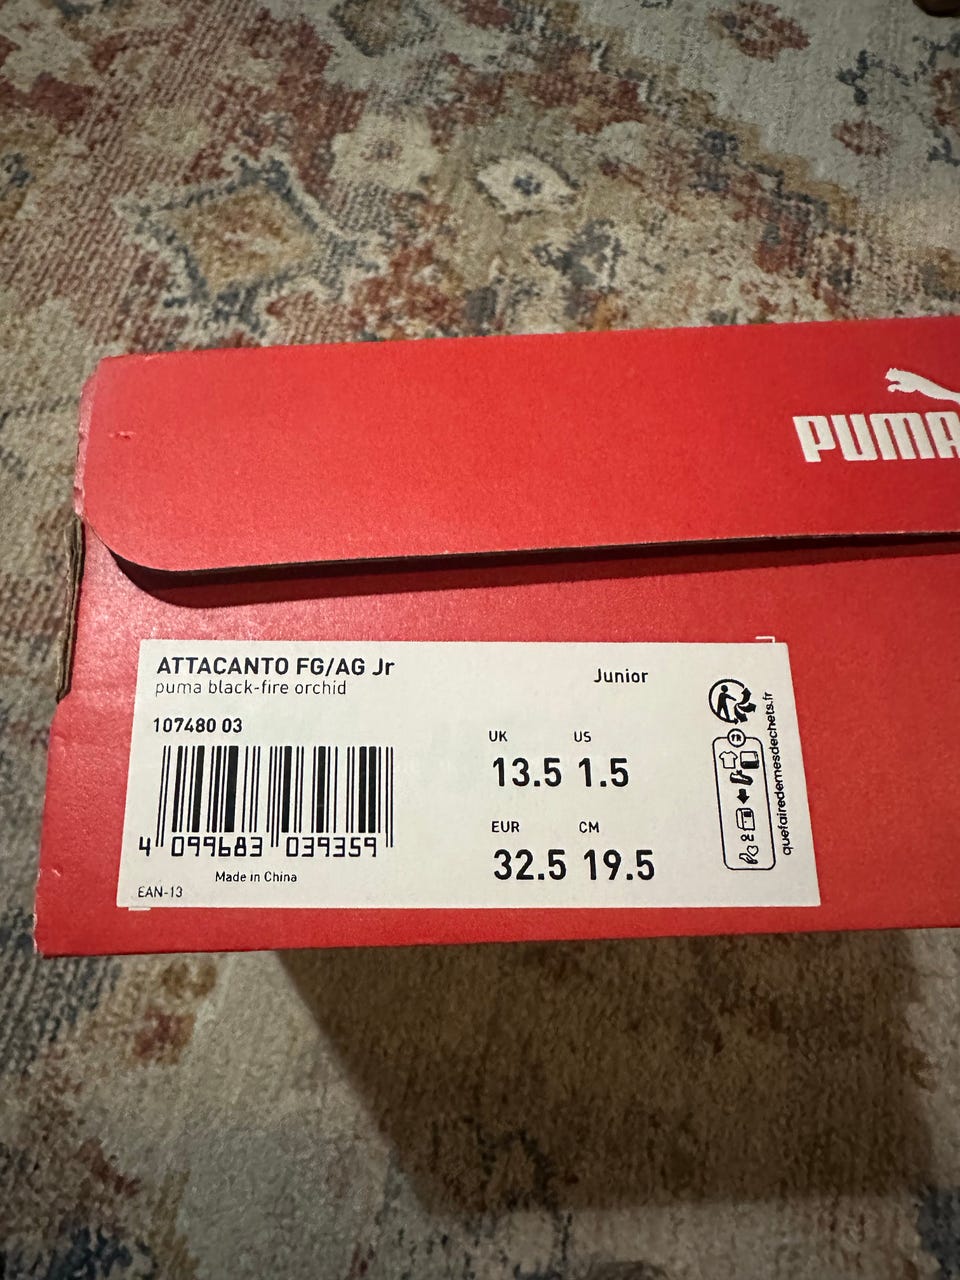 PUMA
ATTACANTO FG/AG Jr
puma black-fire orchid
Junior
107480 03
UK US
13.5 1.5
EUR CM
32.5 19.5
4 099683 039359
Made in China
EAN-13
FR
quefairedemesdechets.fr